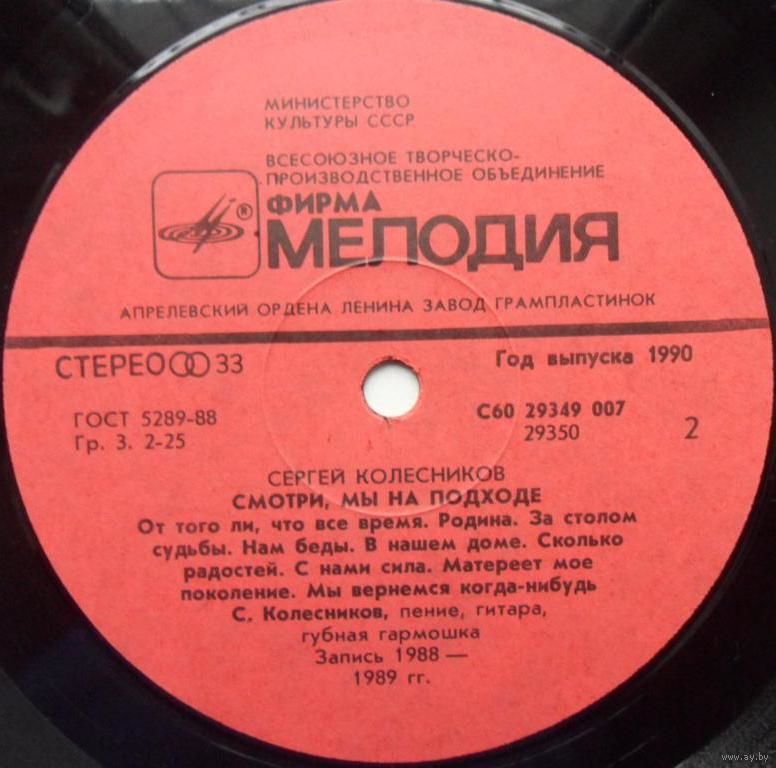 МИНИСТЕРСТВО
КУЛЬТУРЫ СССР
ВСЕСОЮЗНОЕ ТВОРЧЕСКО-
ПРОИЗВОДСТВЕННОЕ ОБЪЕДИНЕНИЕ
®
ФИРМА
МЕЛОДИЯ
АПРЕЛЕВСКИЙ ОРДЕНА ЛЕНИНА ЗАВОД ГРАМПЛАСТИНОК
СТЕРЕО 33
Год выпуска 1990
ГОСТ 5289-88
Гр. 3. 2-25
С60 29349 007
29350
2
СЕРГЕЙ КОЛЕСНИКОВ
СМОТРИ, МЫ НА ПОДХОДЕ
От того ли, что все время. Родина. За столом
судьбы. Нам беды. В нашем доме. Сколько
радостей. С нами сила. Матереет мое
поколение. Мы вернемся когда-нибудь
С. Колесников, пение, гитара,
губная гармошка
Запись 1988 —
1989 гг.
www.ay.by